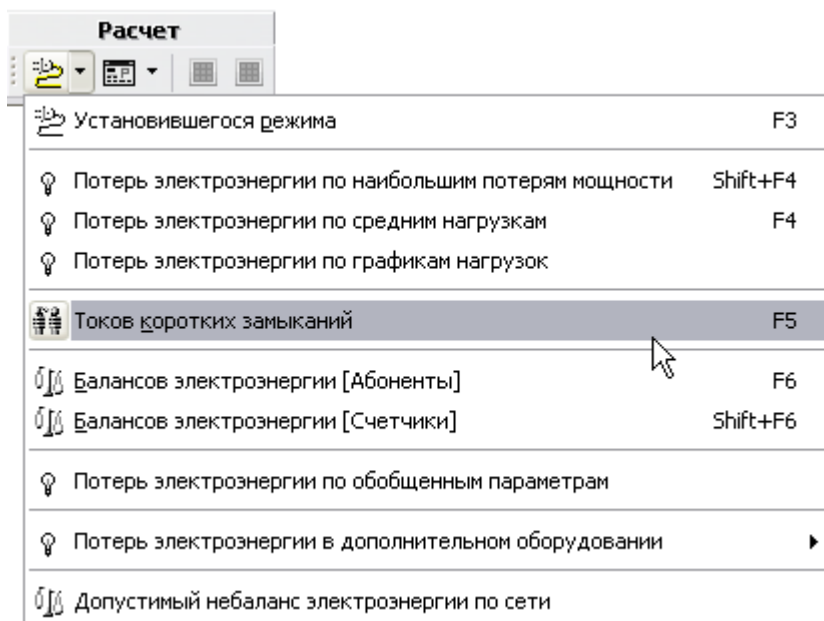 Расчет
Установившегося режима F3
Потерь электроэнергии по наибольшим потерям мощности Shift+F4
Потерь электроэнергии по средним нагрузкам F4
Потерь электроэнергии по графикам нагрузок
Токов коротких замыканий F5
Балансов электроэнергии [Абоненты] F6
Балансов электроэнергии [Счетчики] Shift+F6
Потерь электроэнергии по обобщенным параметрам
Потерь электроэнергии в дополнительном оборудовании
Допустимый небаланс электроэнергии по сети